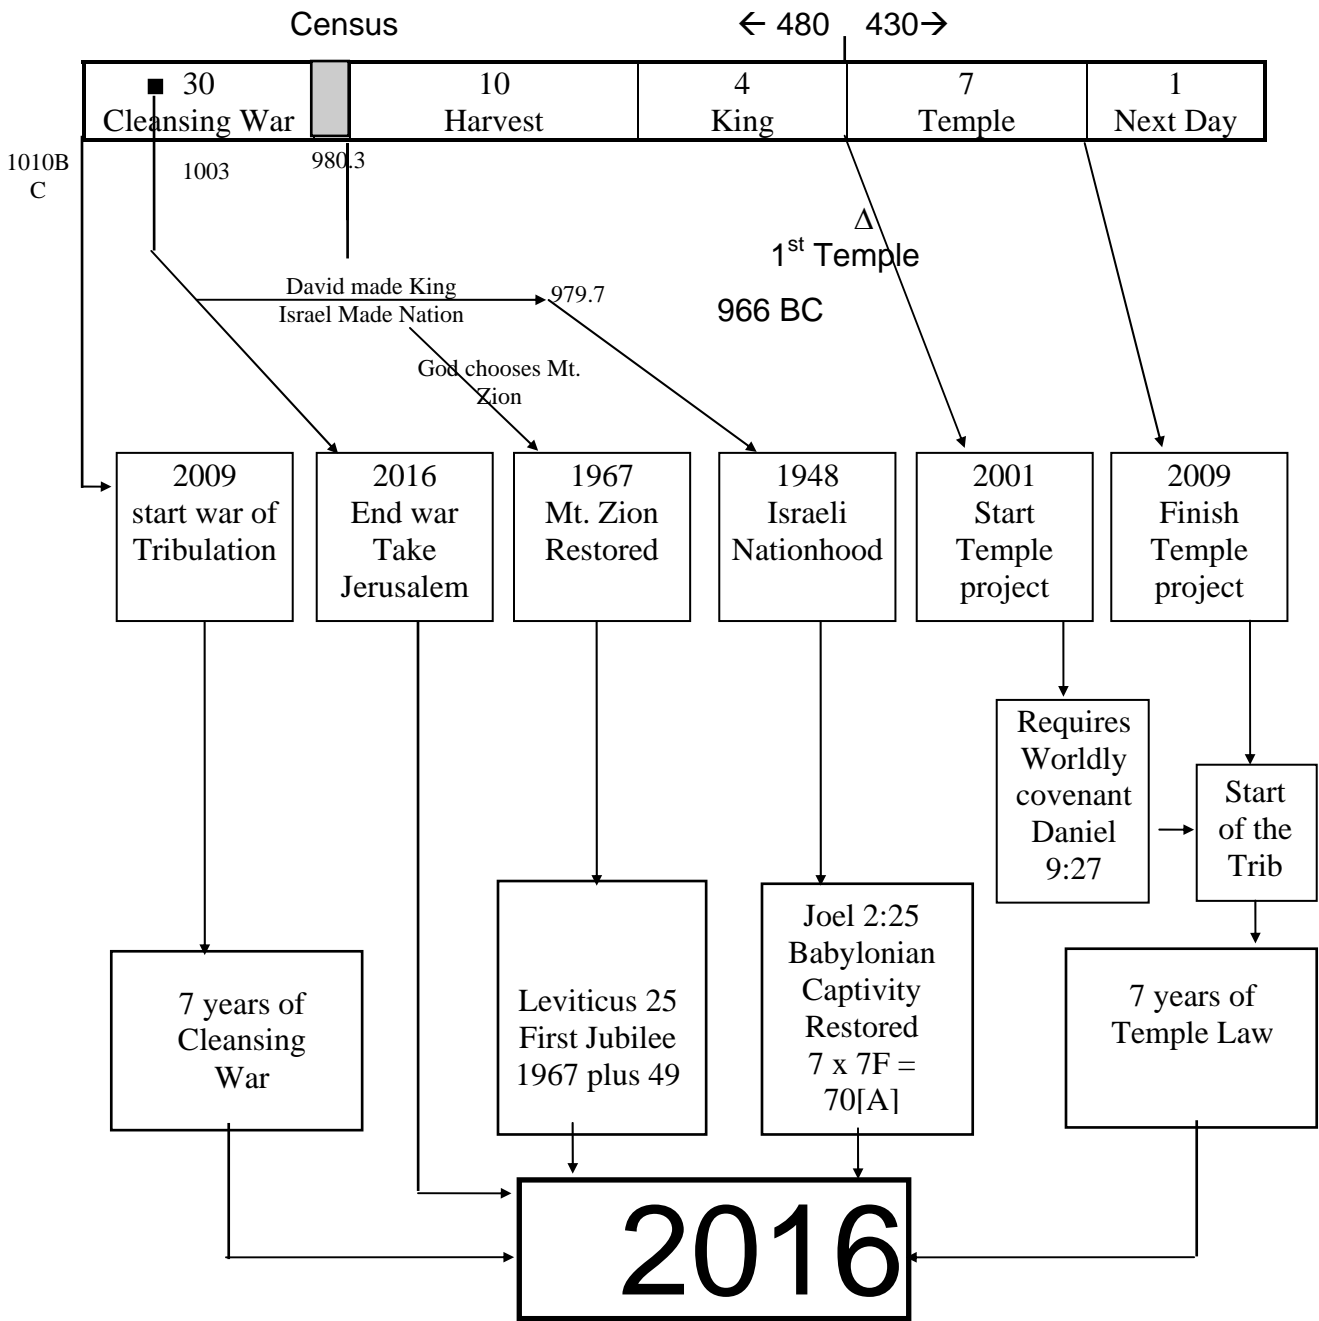 Census
← 480 430→
■ 30
Cleansing War
10
Harvest
4
King
7
Temple
1
Next Day
1010B
C
1003
980.3
Δ
1st Temple
966 BC
David made King
Israel Made Nation
979.7
God chooses Mt.
Zion
2009
start war of
Tribulation
2016
End war
Take
Jerusalem
1967
Mt. Zion
Restored
1948
Israeli
Nationhood
2001
Start
Temple
project
2009
Finish
Temple
project
Requires
Worldly
covenant
Daniel
9:27
Start
of the
Trib
7 years of
Cleansing
War
Leviticus 25
First Jubilee
1967 plus 49
Joel 2:25
Babylonian
Captivity
Restored
7 x 7F =
70[A]
7 years of
Temple Law
2016